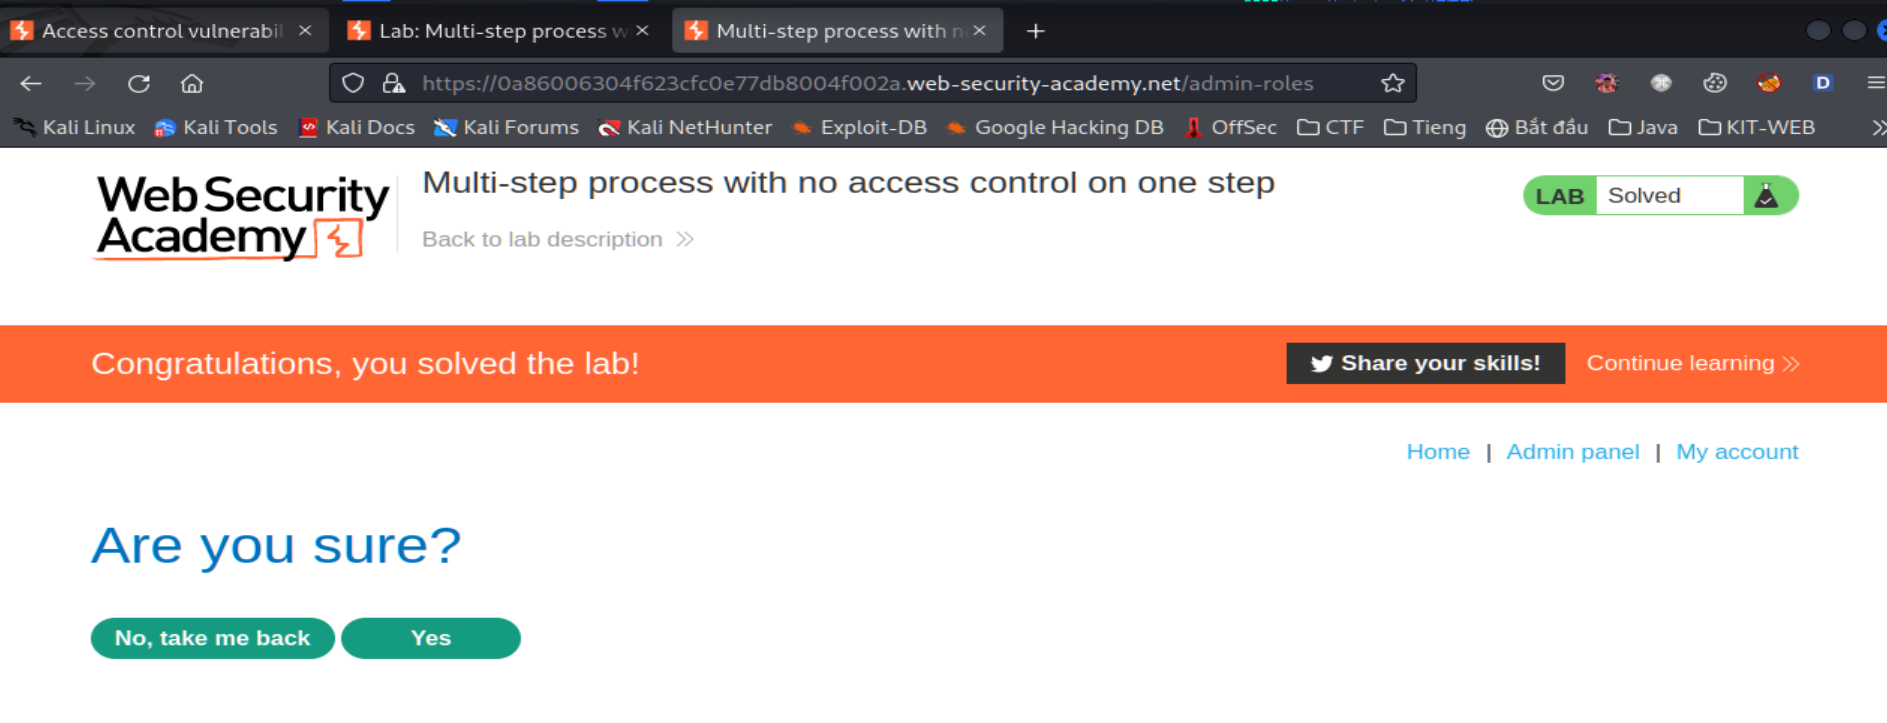 Access control vulnerabil
Lab: Multi-step process w
Multi-step process with n
https://0a86006304f623cfc0e77db8004f002a.web-security-academy.net/admin-roles
D
Kali Linux Kali Tools Kali Docs Kali Forums Kali NetHunter Exploit-DB Google Hacking DB OffSec CTF Tieng Bắt đầu Java KIT-WEB
Web Security
Academy
Multi-step process with no access control on one step
Back to lab description
LAB Solved
Congratulations, you solved the lab!
Share your skills!
Continue learning
Home | Admin panel | My account
Are you sure?
No, take me back
Yes